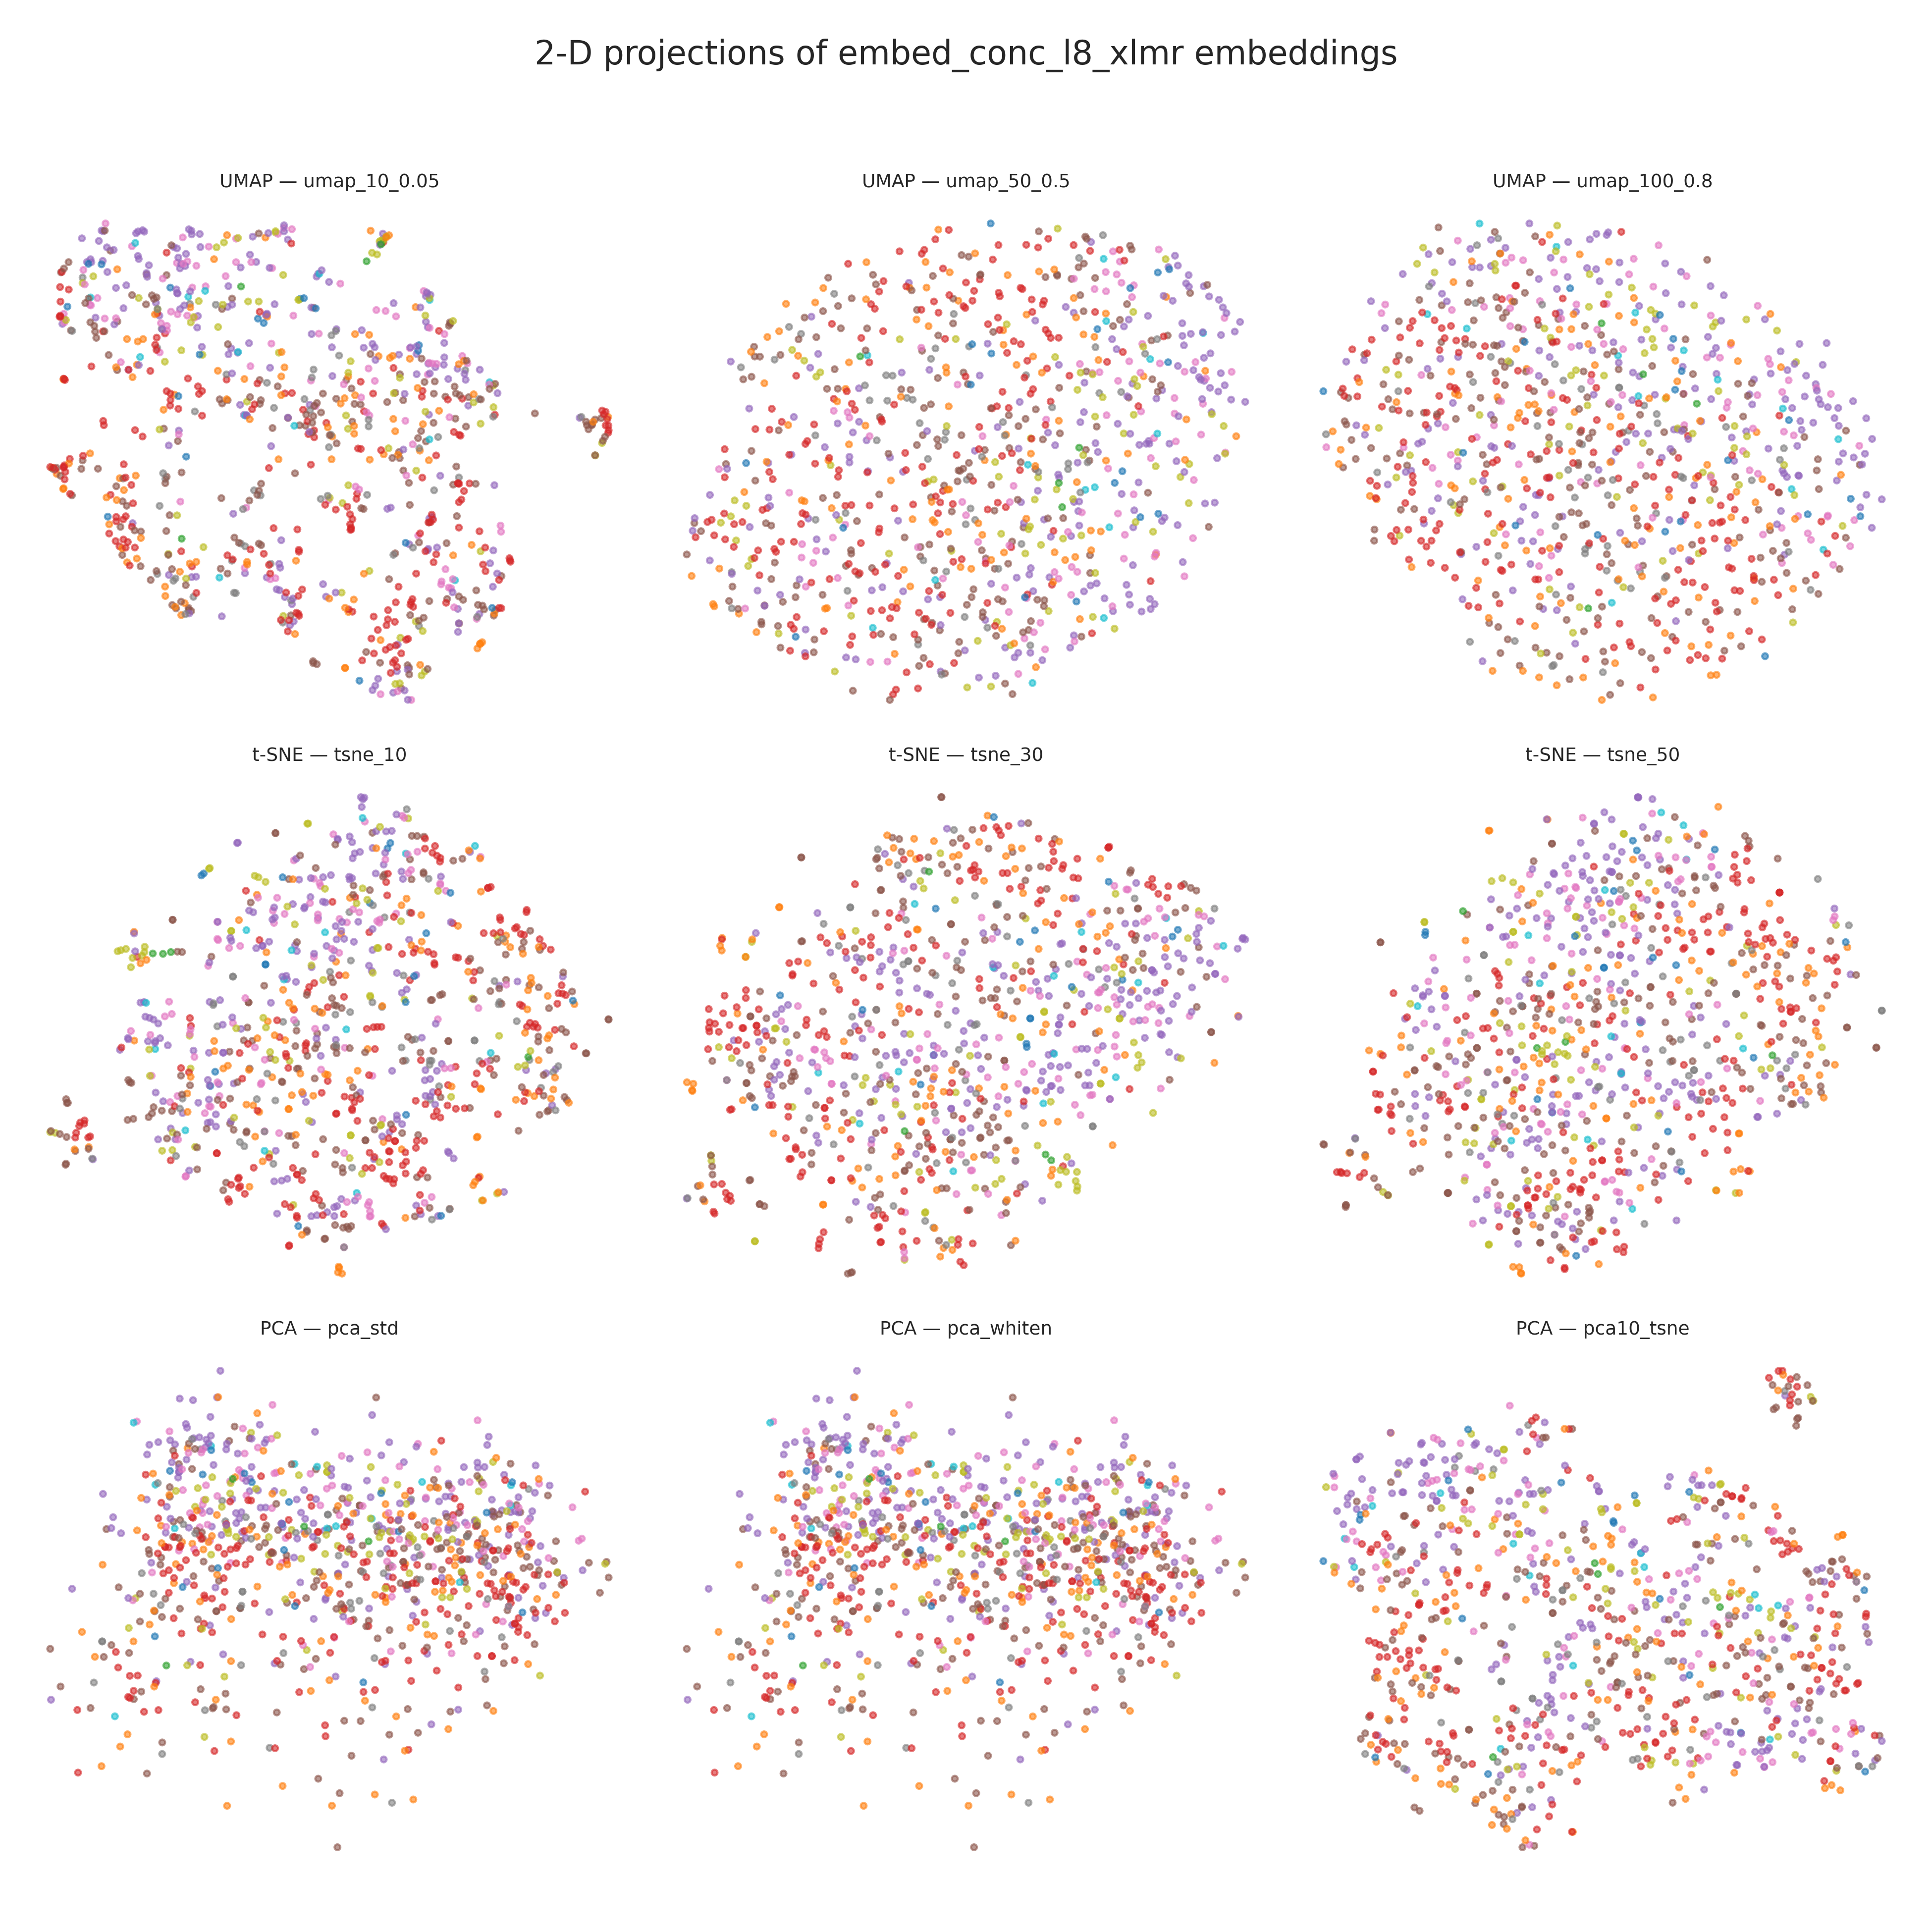 2-D projections of embed_conc_l8_xlmr embeddings
UMAP — umap_10_0.05
UMAP — umap_50_0.5
UMAP — umap_100_0.8
t-SNE — tsne_10
t-SNE — tsne_30
t-SNE — tsne_50
PCA — pca_std
PCA — pca_whiten
PCA — pca10_tsne